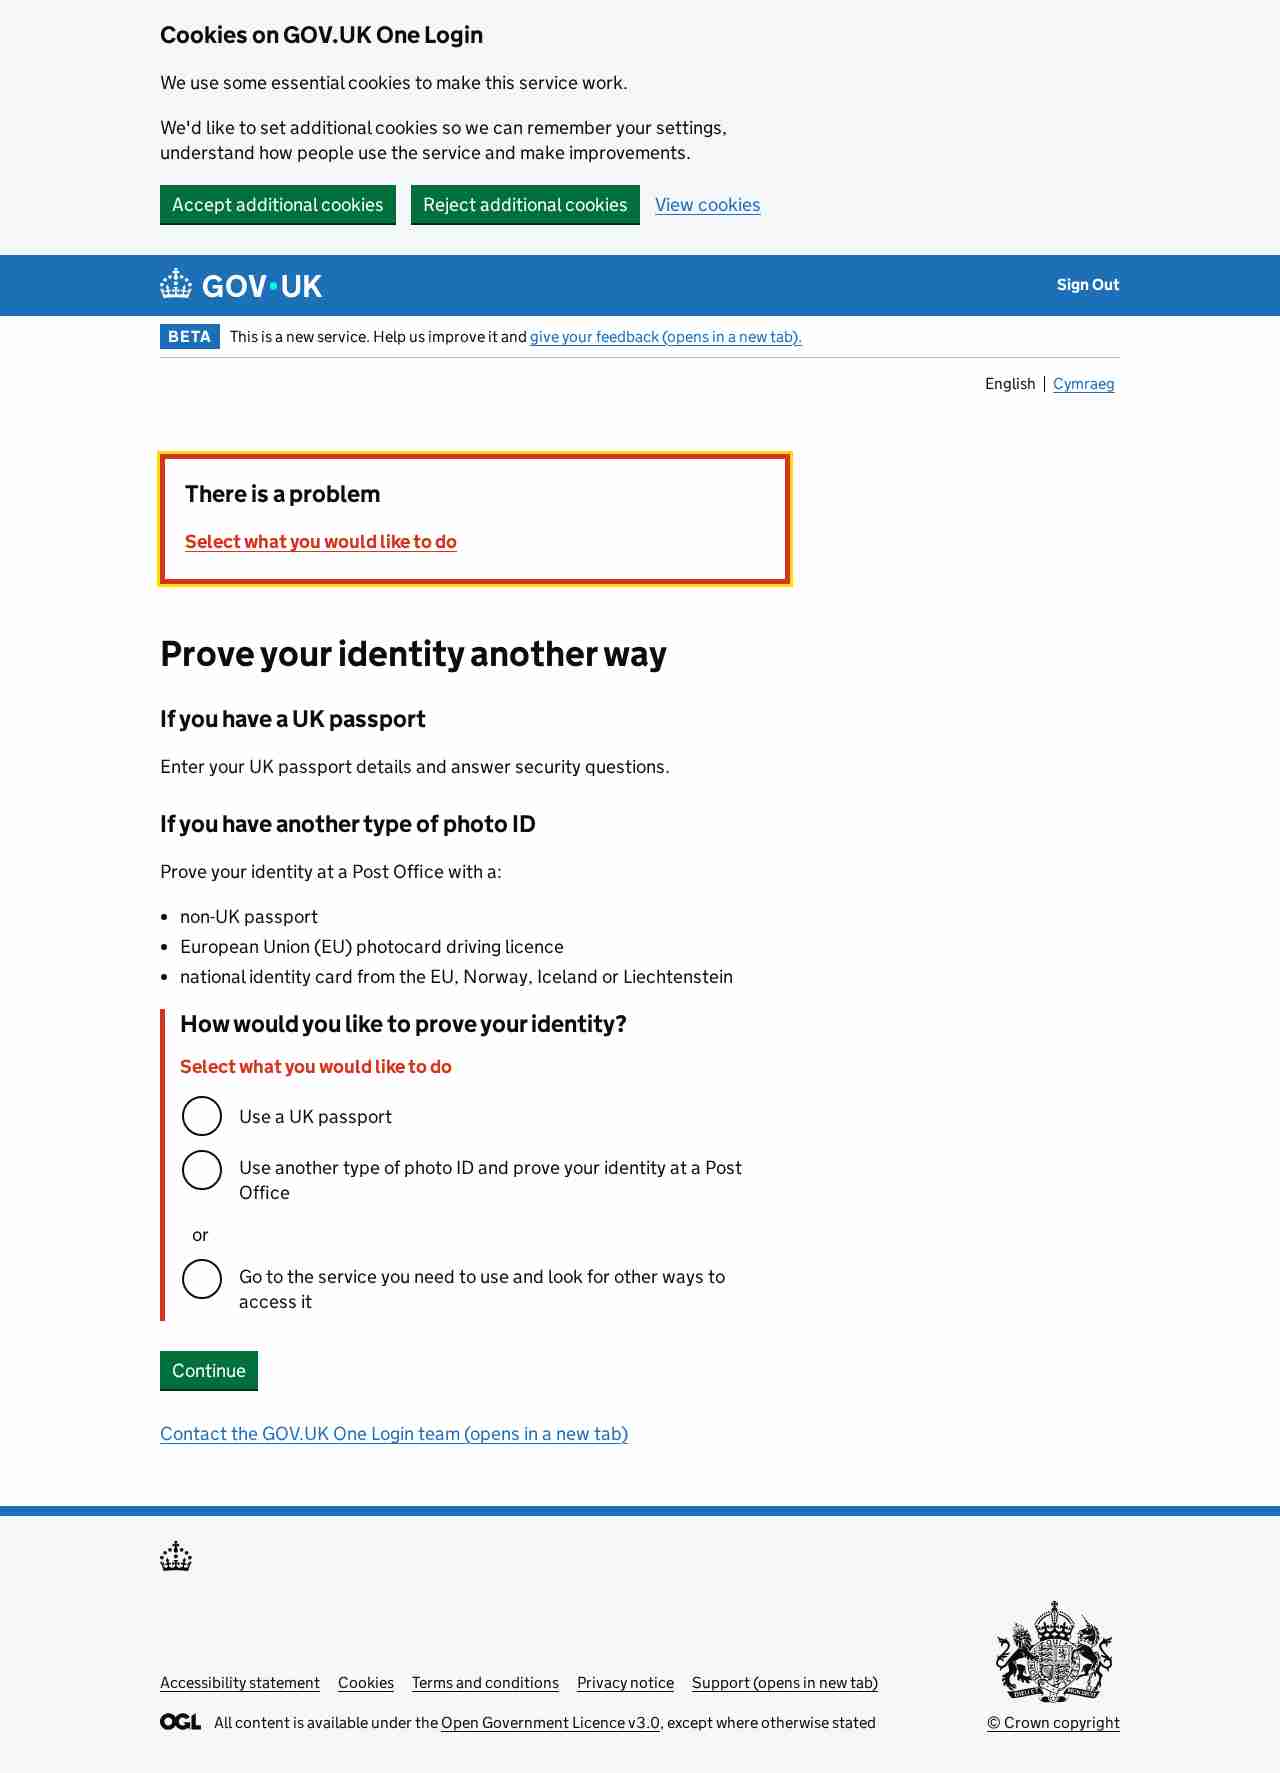 Cookies on GOV.UK One Login
We use some essential cookies to make this service work.
We'd like to set additional cookies so we can remember your settings,
understand how people use the service and make improvements.
Accept additional cookies Reject additional cookies View cookies
GOV·UK Sign Out
BETA This is a new service. Help us improve it and give your feedback (opens in a new tab).
English Cymraeg
There is a problem
Select what you would like to do
Prove your identity another way
If you have a UK passport
Enter your UK passport details and answer security questions.
If you have another type of photo ID
Prove your identity at a Post Office with a:
non-UK passport
European Union (EU) photocard driving licence
national identity card from the EU, Norway, Iceland or Liechtenstein
How would you like to prove your identity?
Select what you would like to do
Use a UK passport
Use another type of photo ID and prove your identity at a Post
Office
or
Go to the service you need to use and look for other ways to
access it
Continue
Contact the GOV.UK One Login team (opens in a new tab)
Accessibility statement Cookies Terms and conditions Privacy notice Support (opens in new tab)
OGL All content is available under the Open Government Licence v3.0, except where otherwise stated
© Crown copyright